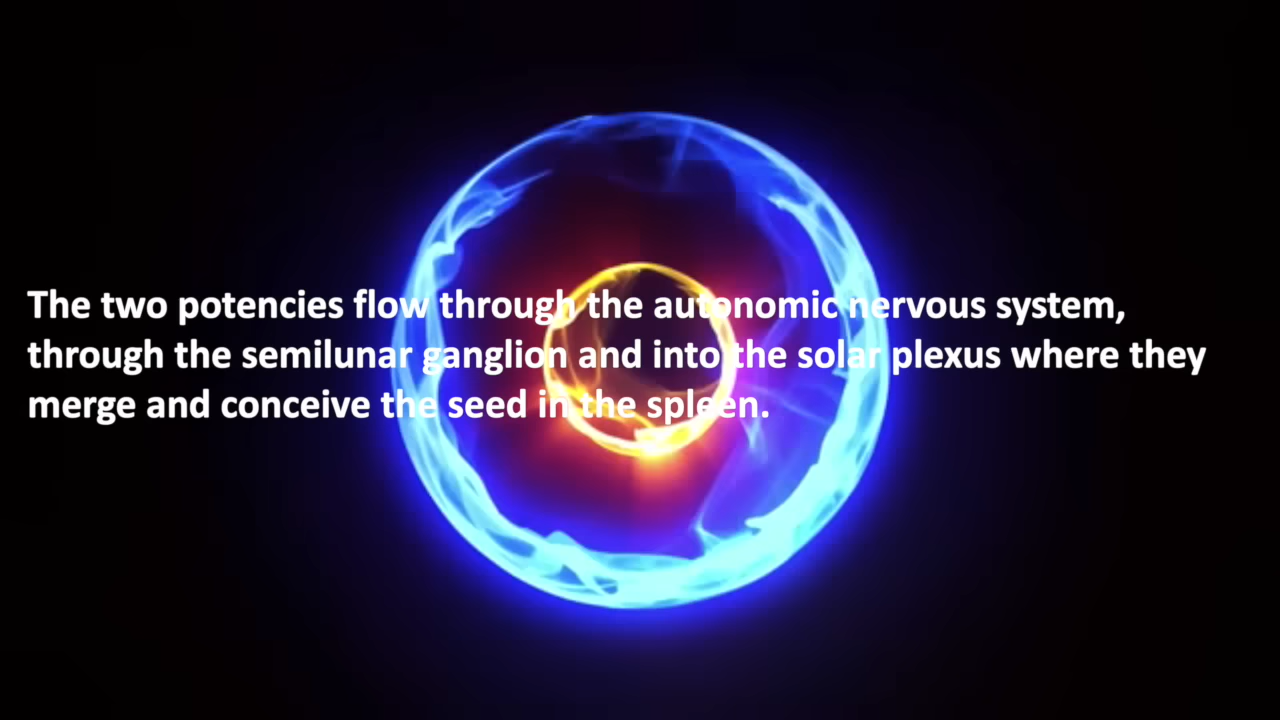 The two potencies flow through the autonomic nervous system,
through the semilunar ganglion and into the solar plexus where they
merge and conceive the seed in the spleen.